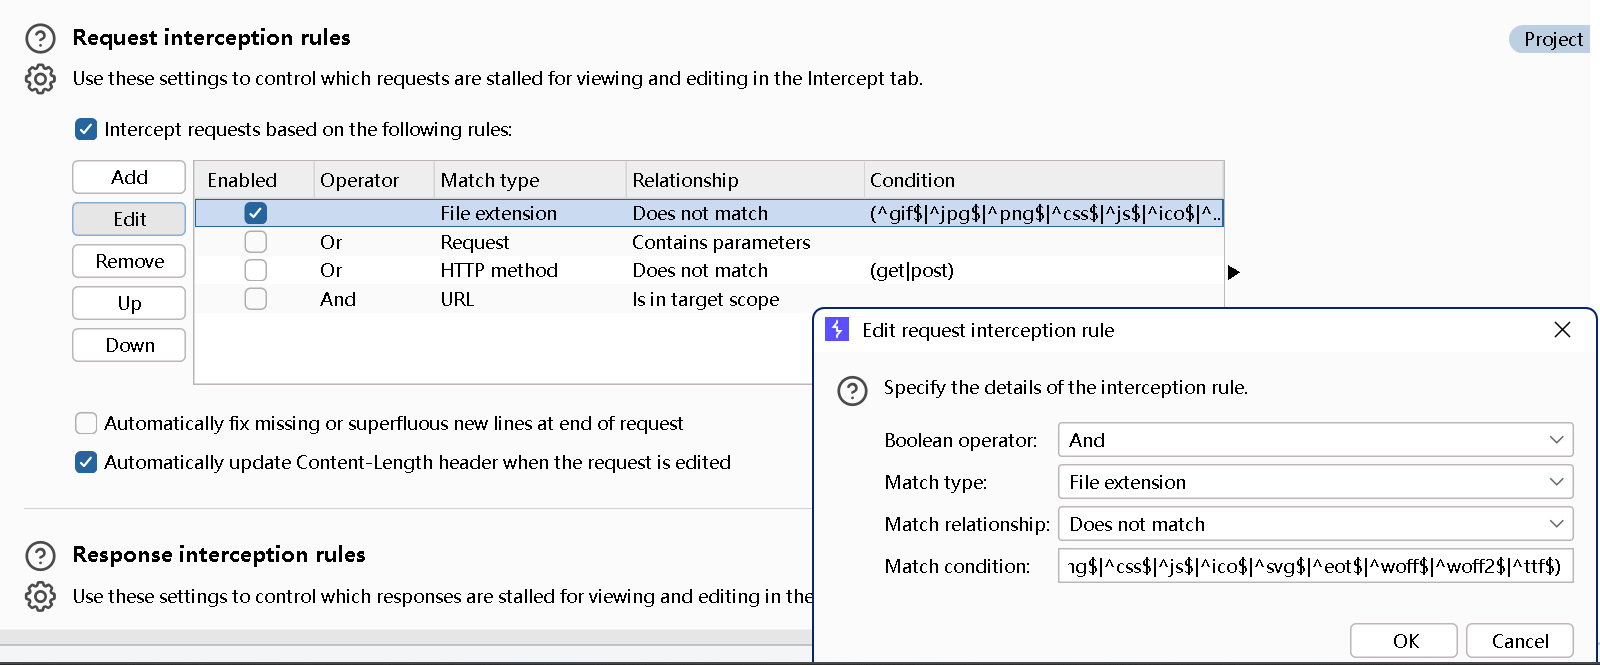 Request interception rules
Project
Use these settings to control which requests are stalled for viewing and editing in the Intercept tab.
Intercept requests based on the following rules:
Add
Edit
Remove
Up
Down
Enabled Operator Match type Relationship Condition
File extension Does not match (^gif$|^jpg$|^png$|^css$|^js$|^ico$|^...
Or Request Contains parameters
Or HTTP method Does not match (get|post)
And URL Is in target scope
Automatically fix missing or superfluous new lines at end of request
Automatically update Content-Length header when the request is edited
Response interception rules
Use these settings to control which responses are stalled for viewing and editing in the
Edit request interception rule
Specify the details of the interception rule.
Boolean operator: And
Match type: File extension
Match relationship: Does not match
Match condition: ng$|^css$|^js$|^ico$|^svg$|^eot$|^woff$|^woff2$|^ttf$)
OK Cancel